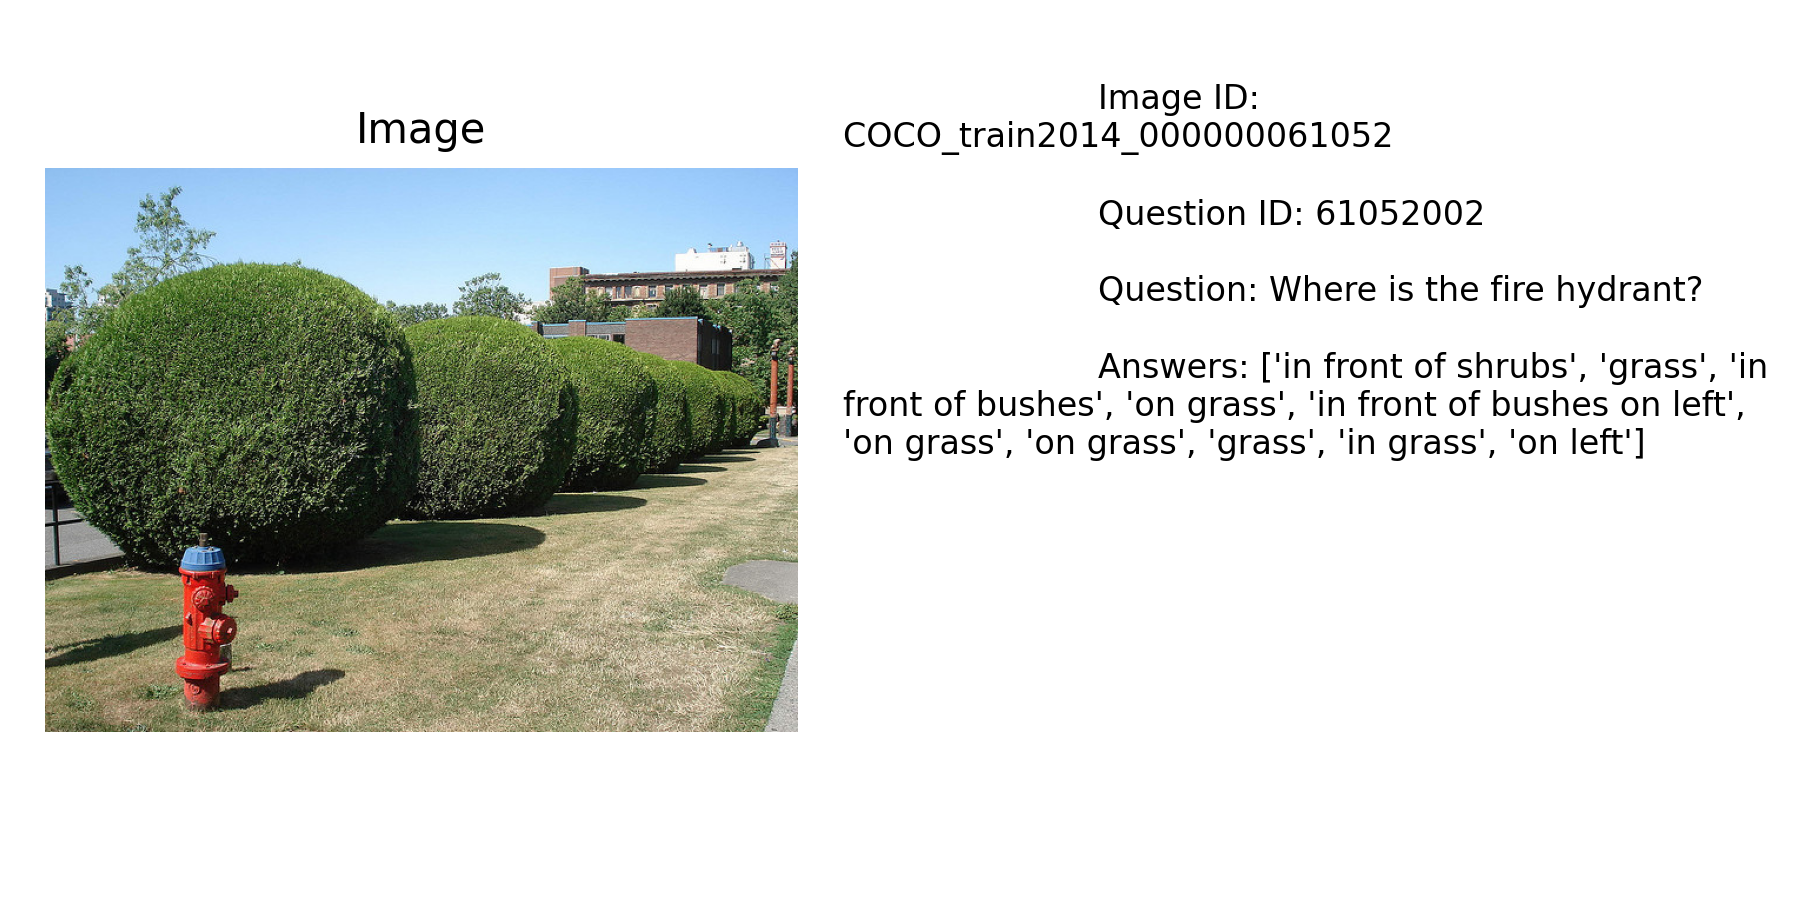 Image
Image ID:
COCO_train2014_000000061052
Question ID: 61052002
Question: Where is the fire hydrant?
Answers: ['in front of shrubs', 'grass', 'in
front of bushes', 'on grass', 'in front of bushes on left',
'on grass', 'on grass', 'grass', 'in grass', 'on left']